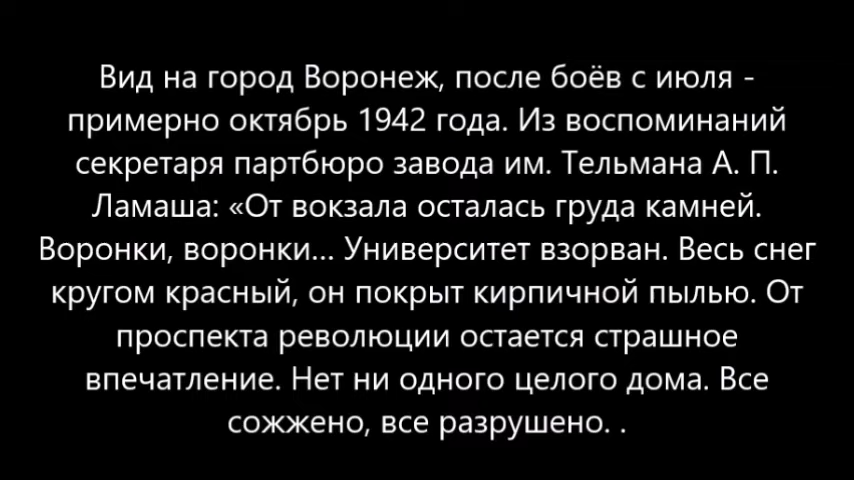 Вид на город Воронеж, после боёв с июля -
примерно октябрь 1942 года. Из воспоминаний
секретаря партбюро завода им. Тельмана А. П.
Ламаша: «От вокзала осталась груда камней.
Воронки, воронки... Университет взорван. Весь снег
кругом красный, он покрыт кирпичной пылью. От
проспекта революции остается страшное
впечатление. Нет ни одного целого дома. Все
сожжено, все разрушено. .